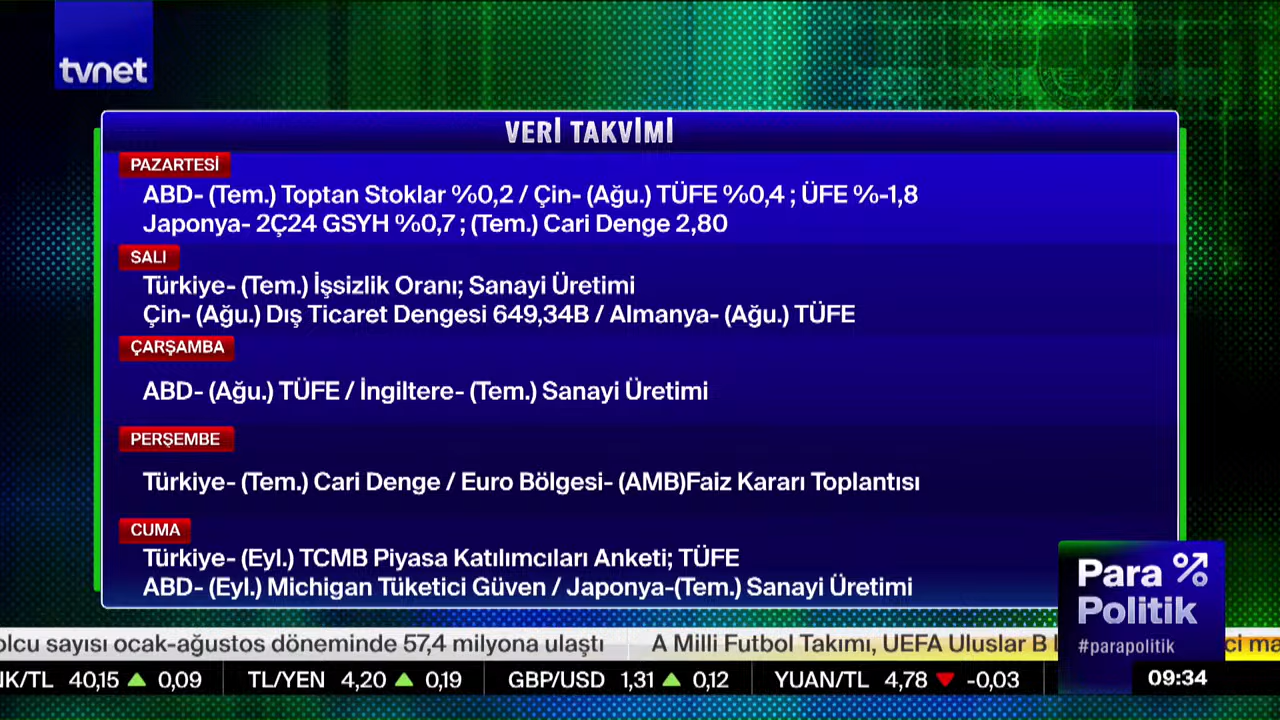 tvnet
VERİ TAKVİMİ
PAZARTESİ
ABD- (Tem.) Toptan Stoklar %0,2 / Çin- (Ağu.) TÜFE %0,4 ; ÜFE %-1,8
Japonya- 2Ç24 GSYH %0,7 ; (Tem.) Cari Denge 2,80
SALI
Türkiye- (Tem.) İşsizlik Oranı; Sanayi Üretimi
Çin- (Ağu.) Dış Ticaret Dengesi 649,34B / Almanya- (Ağu.) TÜFE
ÇARŞAMBA
ABD- (Ağu.) TÜFE / İngiltere- (Tem.) Sanayi Üretimi
PERŞEMBE
Türkiye- (Tem.) Cari Denge / Euro Bölgesi- (AMB)Faiz Kararı Toplantısı
CUMA
Türkiye- (Eyl.) TCMB Piyasa Katılımcıları Anketi; TÜFE
ABD- (Eyl.) Michigan Tüketici Güven / Japonya-(Tem.) Sanayi Üretimi
Para %
Politik
#parapolitik
olcu sayısı ocak-ağustos döneminde 57,4 milyona ulaştı A Milli Futbol Takımı, UEFA Uluslar B
NK/TL 40,15 ▲ 0,09 TL/YEN 4,20 ▲ 0,19 GBP/USD 1,31 ▲ 0,12 YUAN/TL 4,78 ▼ -0,03 09:34